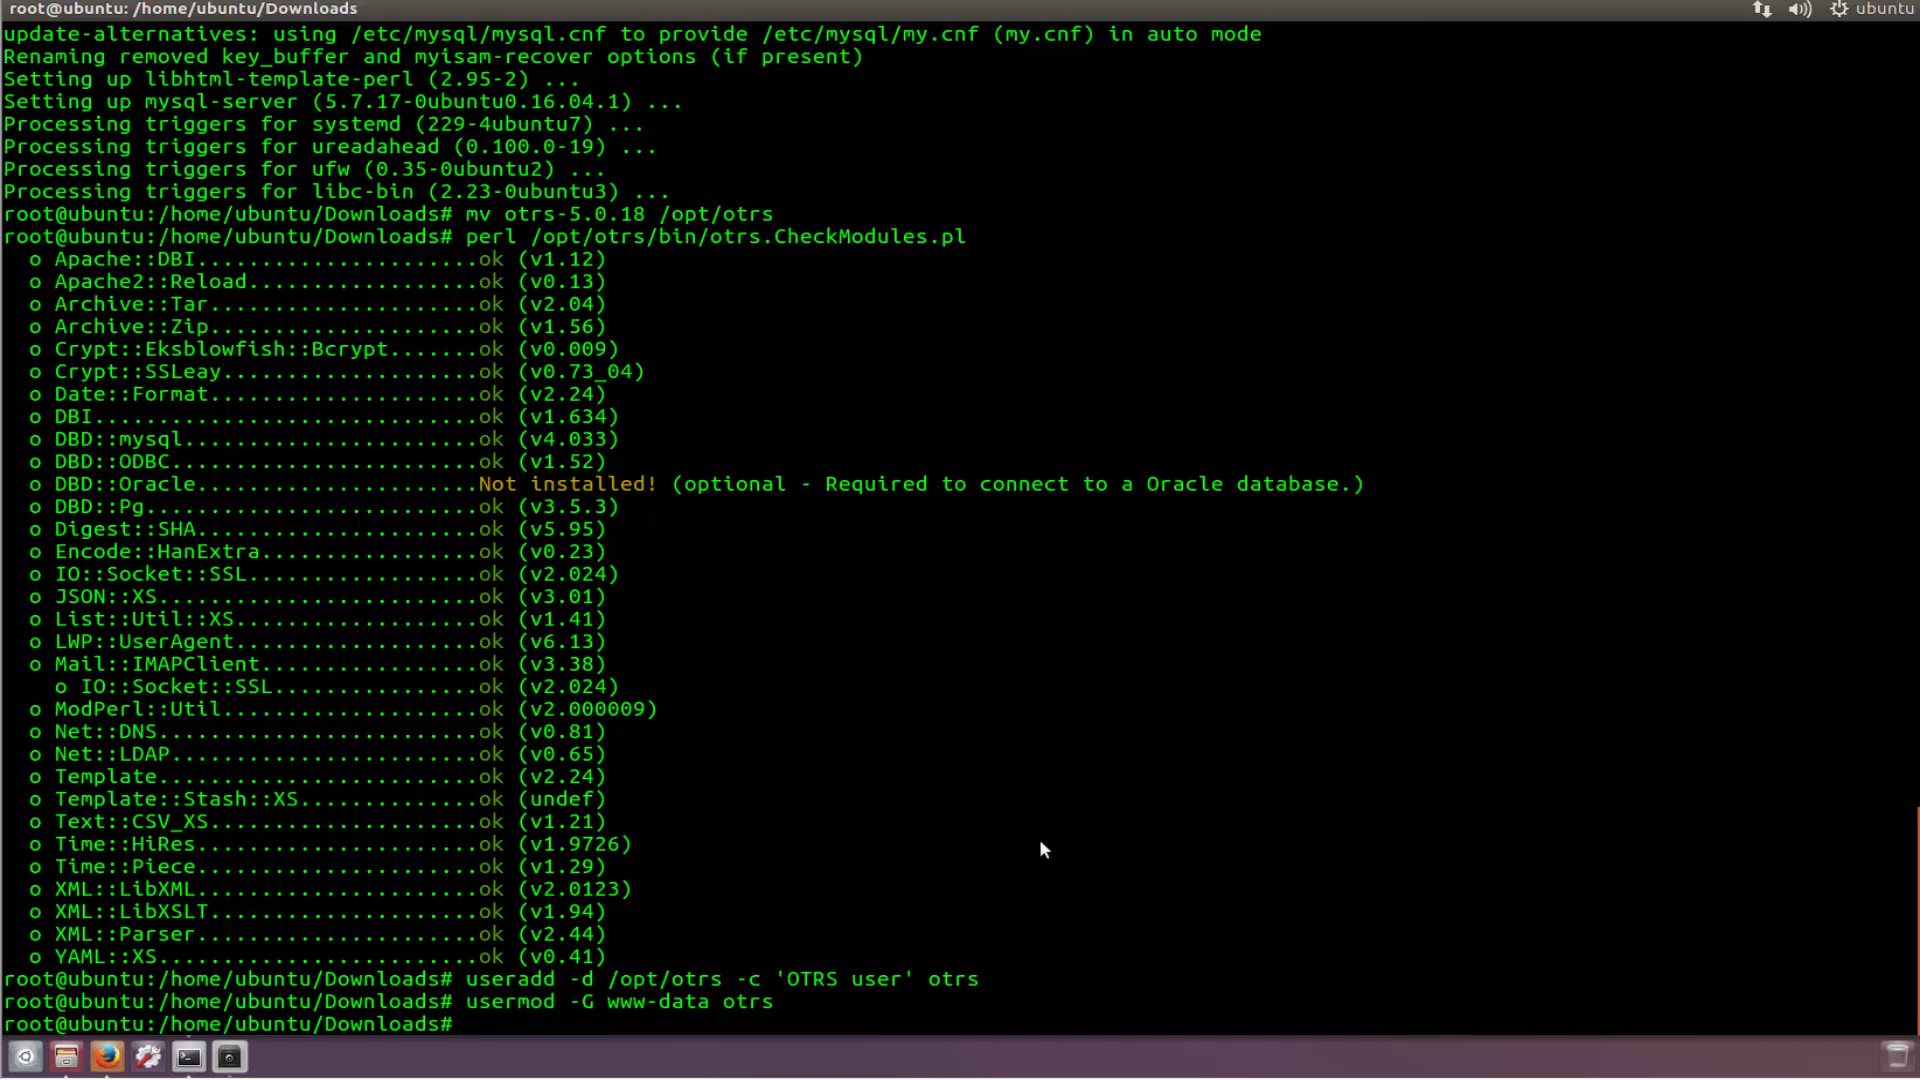 root@ubuntu: /home/ubuntu/Downloads
ubuntu
update-alternatives: using /etc/mysql/mysql.cnf to provide /etc/mysql/my.cnf (my.cnf) in auto mode
Renaming removed key_buffer and myisam-recover options (if present)
Setting up libhtml-template-perl (2.95-2) ...
Setting up mysql-server (5.7.17-0ubuntu0.16.04.1) ...
Processing triggers for systemd (229-4ubuntu7) ...
Processing triggers for ureadahead (0.100.0-19) ...
Processing triggers for ufw (0.35-0ubuntu2) ...
Processing triggers for libc-bin (2.23-0ubuntu3) ...
root@ubuntu:/home/ubuntu/Downloads# mv otrs-5.0.18 /opt/otrs
root@ubuntu:/home/ubuntu/Downloads# perl /opt/otrs/bin/otrs.CheckModules.pl
  o Apache::DBI......................ok (v1.12)
  o Apache2::Reload..................ok (v0.13)
  o Archive::Tar.....................ok (v2.04)
  o Archive::Zip.....................ok (v1.56)
  o Crypt::Eksblowfish::Bcrypt.......ok (v0.009)
  o Crypt::SSLeay....................ok (v0.73_04)
  o Date::Format.....................ok (v2.24)
  o DBI..............................ok (v1.634)
  o DBD::mysql.......................ok (v4.033)
  o DBD::ODBC........................ok (v1.52)
  o DBD::Oracle......................Not installed! (optional - Required to connect to a Oracle database.)
  o DBD::Pg..........................ok (v3.5.3)
  o Digest::SHA......................ok (v5.95)
  o Encode::HanExtra.................ok (v0.23)
  o IO::Socket::SSL..................ok (v2.024)
  o JSON::XS.........................ok (v3.01)
  o List::Util::XS...................ok (v1.41)
  o LWP::UserAgent...................ok (v6.13)
  o Mail::IMAPClient.................ok (v3.38)
    o IO::Socket::SSL................ok (v2.024)
  o ModPerl::Util....................ok (v2.000009)
  o Net::DNS.........................ok (v0.81)
  o Net::LDAP........................ok (v0.65)
  o Template.........................ok (v2.24)
  o Template::Stash::XS..............ok (undef)
  o Text::CSV_XS.....................ok (v1.21)
  o Time::HiRes......................ok (v1.9726)
  o Time::Piece......................ok (v1.29)
  o XML::LibXML......................ok (v2.0123)
  o XML::LibXSLT.....................ok (v1.94)
  o XML::Parser......................ok (v2.44)
  o YAML::XS.........................ok (v0.41)
root@ubuntu:/home/ubuntu/Downloads# useradd -d /opt/otrs -c 'OTRS user' otrs
root@ubuntu:/home/ubuntu/Downloads# usermod -G www-data otrs
root@ubuntu:/home/ubuntu/Downloads#